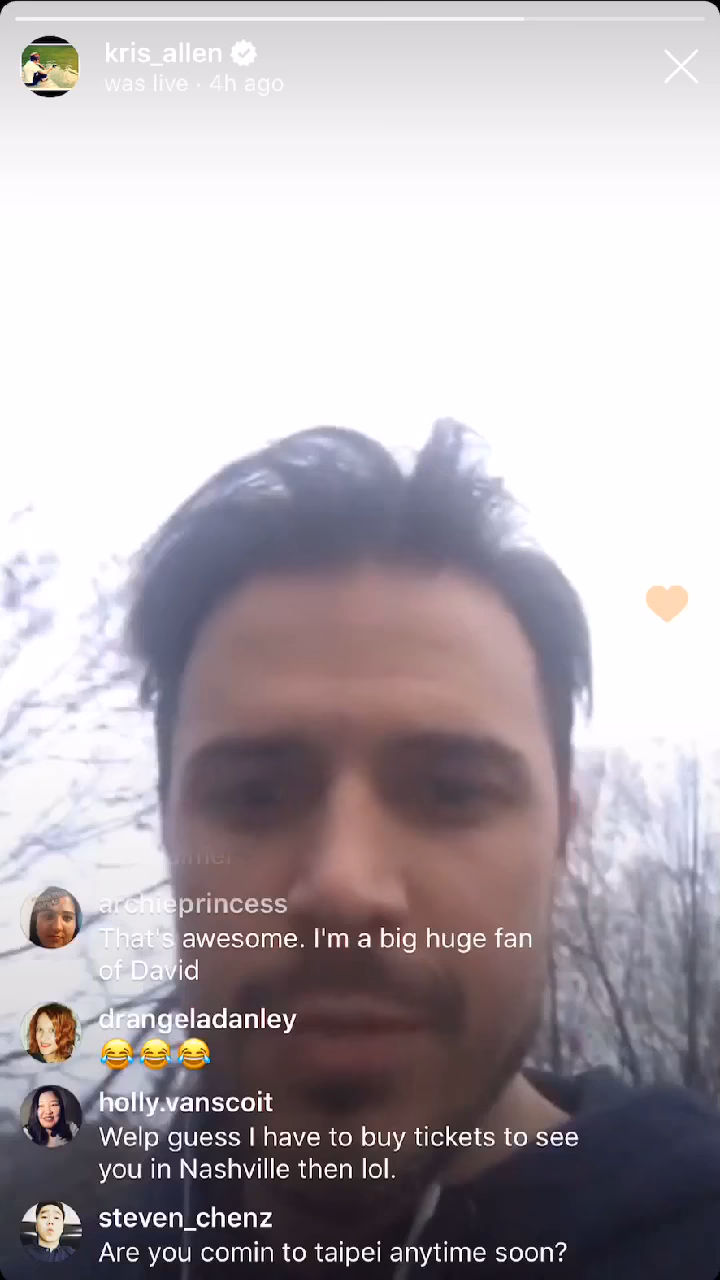 kris_allen
was live · 4h ago
archieprincess
That's awesome. I'm a big huge fan
of David
drangeladanley
😂😂😂
holly.vanscoit
Welp guess I have to buy tickets to see
you in Nashville then lol.
steven_chenz
Are you comin to taipei anytime soon?